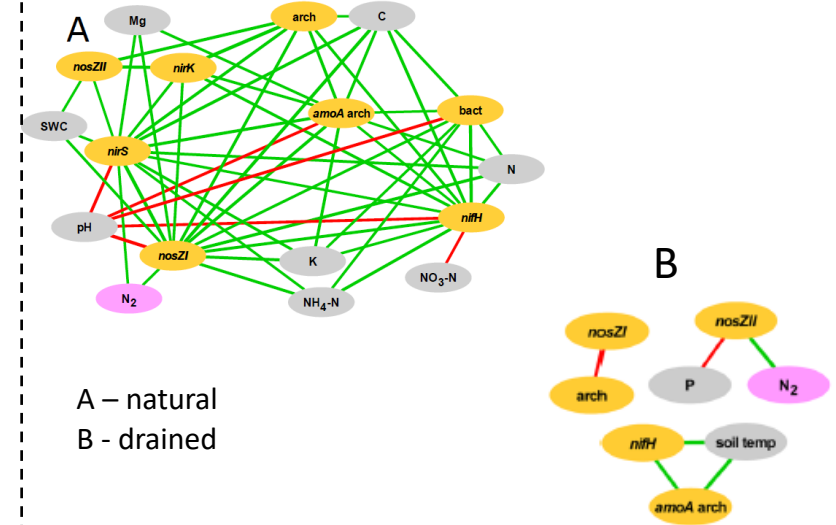 A
Mg
arch
C
nosZII
nirK
SWC
amoA arch
bact
nirS
N
pH
nifH
nosZI
K
NO3-N
N2
NH4-N
B
nosZI
nosZII
arch
P
N2
nifH
soil temp
amoA arch
A – natural
B - drained